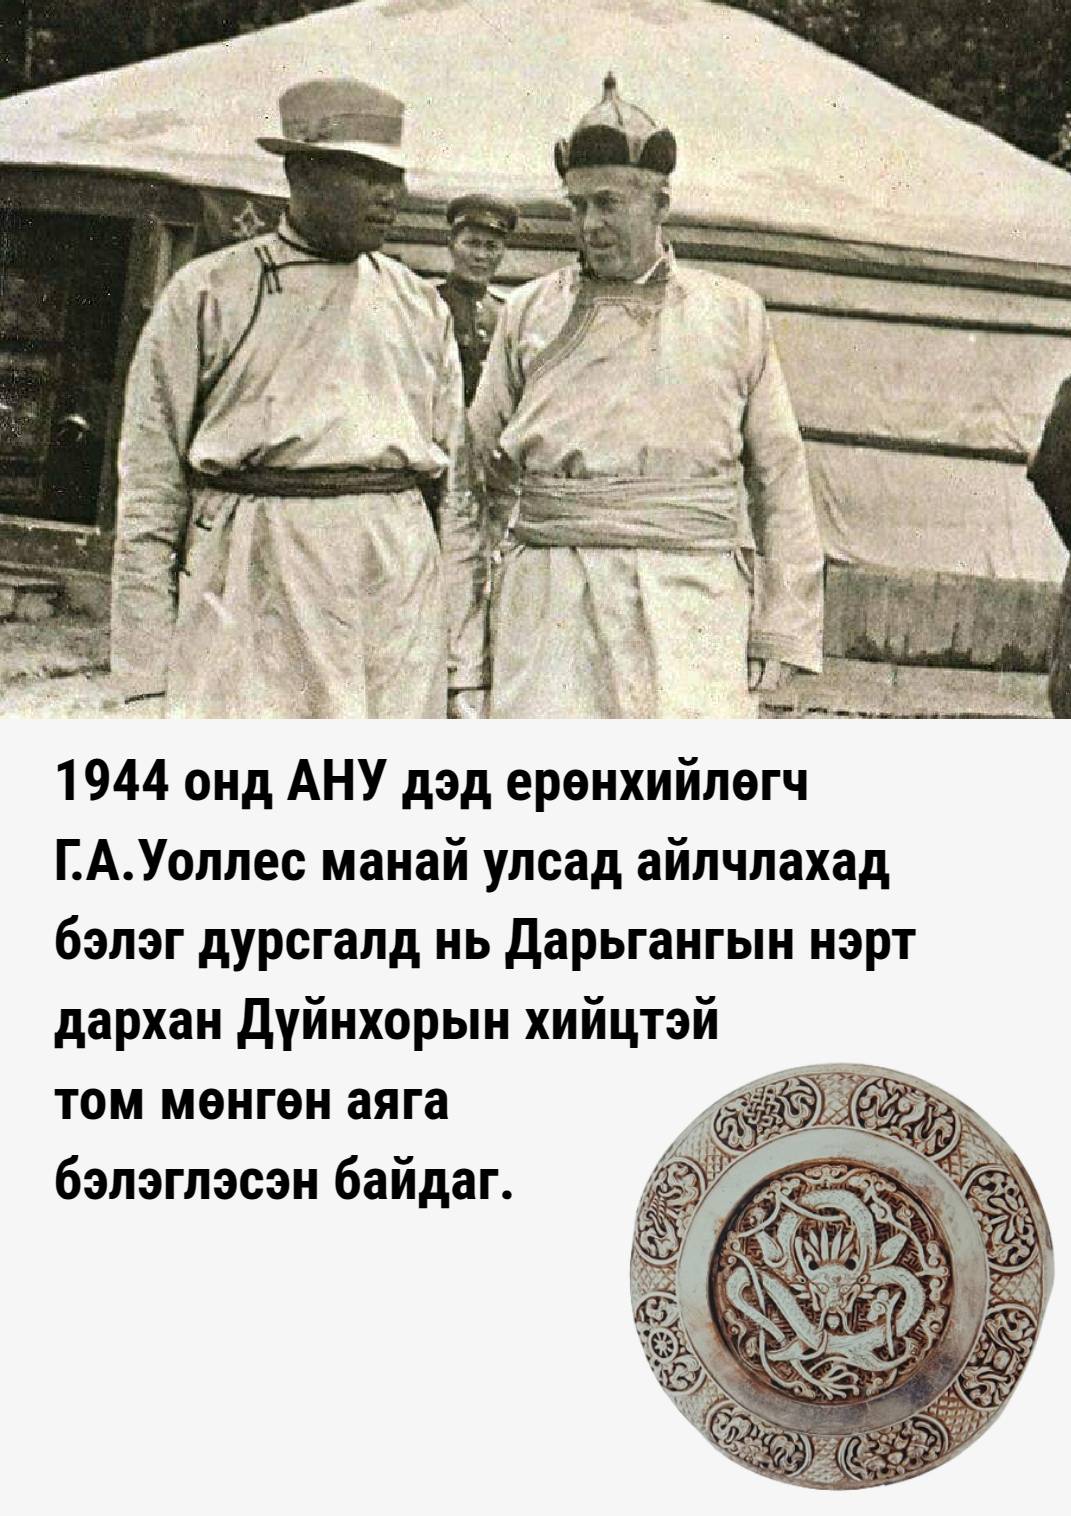 1944 онд АНУ дэд ерөнхийлөгч
Г.А.Уоллес манай улсад айлчлахад
бэлэг дурсгалд нь Дарьгангын нэрт
дархан Дүйнхорын хийцтэй
том мөнгөн аяга
бэлэглэсэн байдаг.